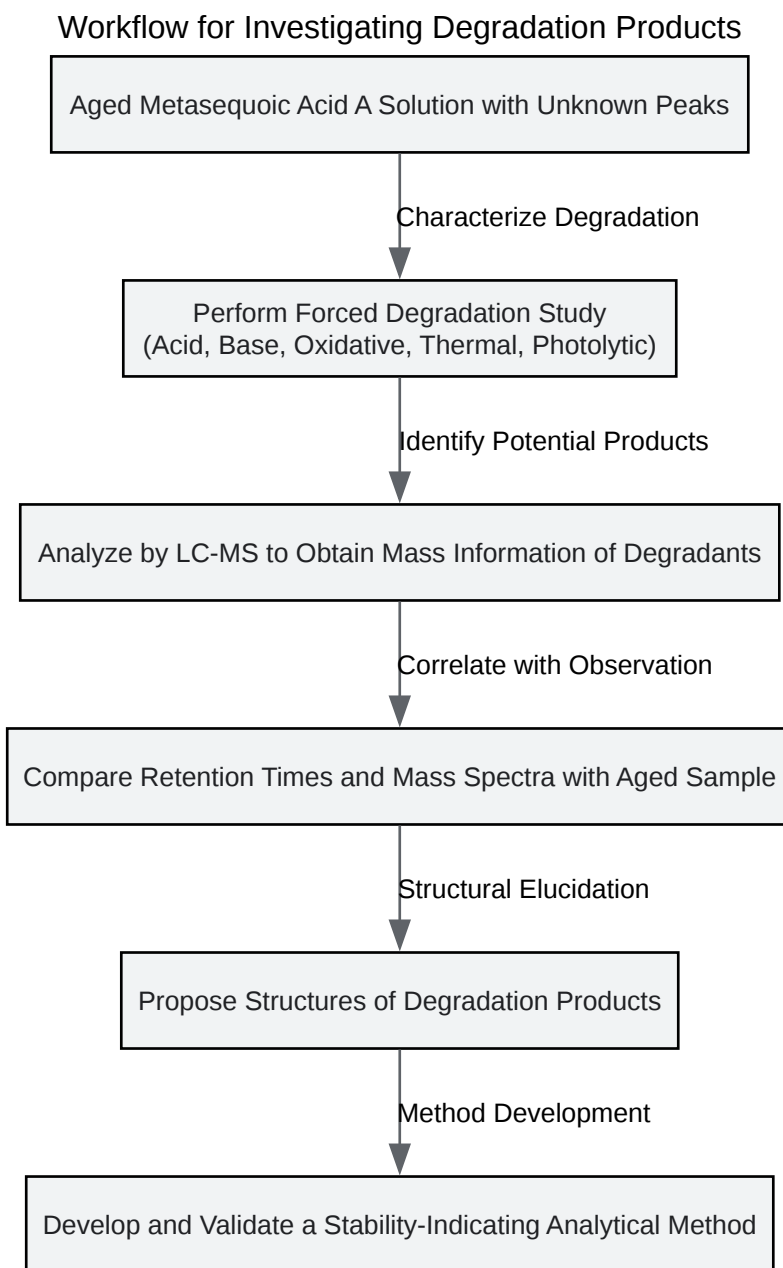 Workflow for Investigating Degradation Products
Aged Metasequoic Acid A Solution with Unknown Peaks
Characterize Degradation
Perform Forced Degradation Study
(Acid, Base, Oxidative, Thermal, Photolytic)
Identify Potential Products
Analyze by LC-MS to Obtain Mass Information of Degradants
Correlate with Observation
Compare Retention Times and Mass Spectra with Aged Sample
Structural Elucidation
Propose Structures of Degradation Products
Method Development
Develop and Validate a Stability-Indicating Analytical Method